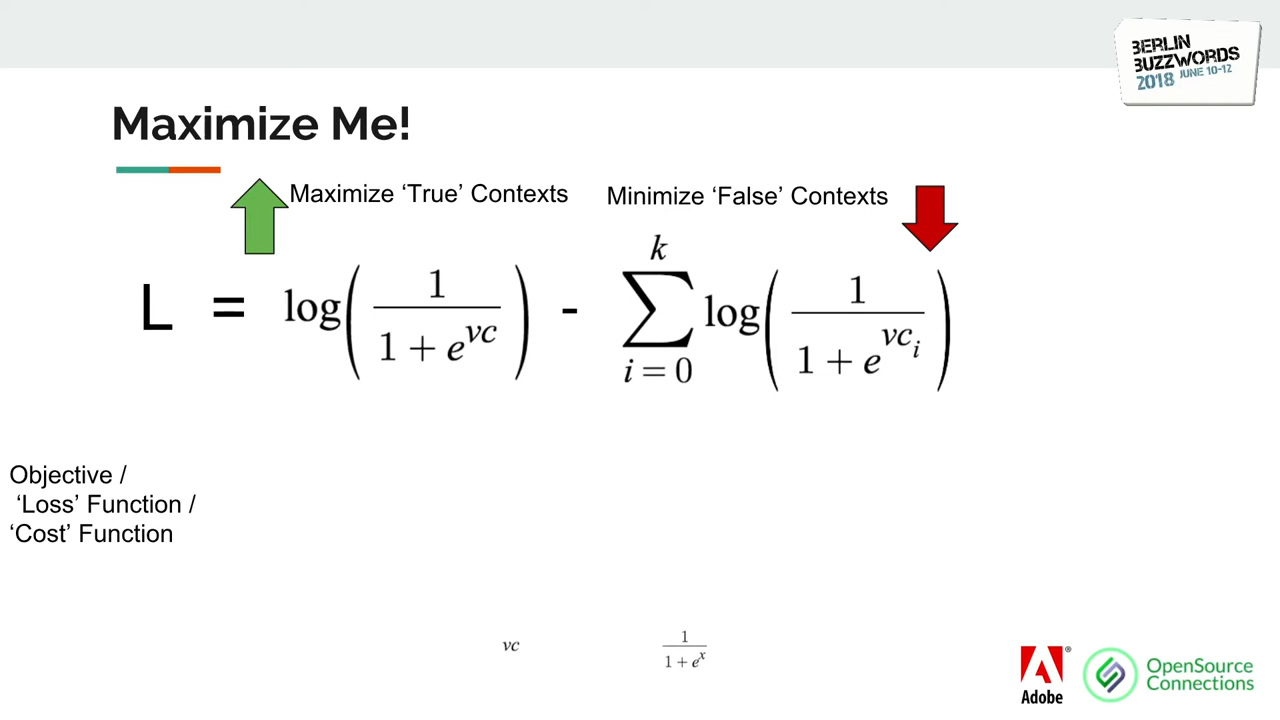 BERLIN
BUZZWORDS
2018 JUNE 10-12
Maximize Me!
Maximize ‘True’ Contexts
Minimize ‘False’ Contexts
L = log( 1 / (1 + e^{vc}) ) - \sum_{i=0}^{k} log( 1 / (1 + e^{vc_i}) )
Objective /
‘Loss’ Function /
‘Cost’ Function
vc
1 / (1 + e^x)
Adobe®
OpenSource
Connections